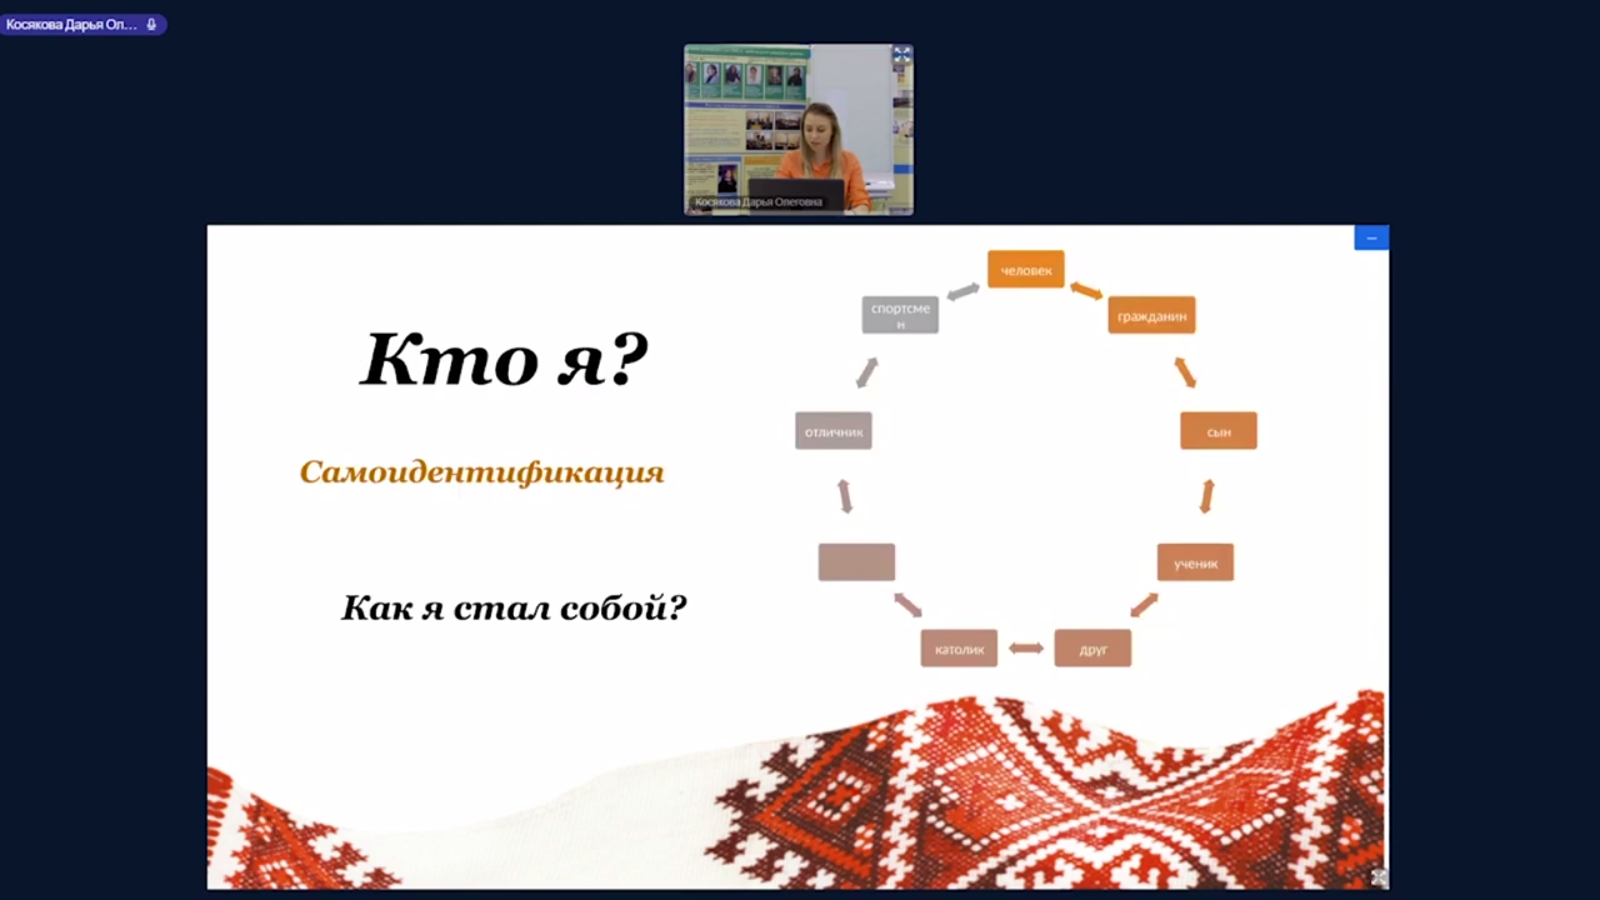 Косякова Дарья Ол...
Косякова Дарья Олеговна
Кто я?
Самоидентификация
Как я стал собой?
человек
гражданин
сын
ученик
друг
католик
отличник
спортсме
н